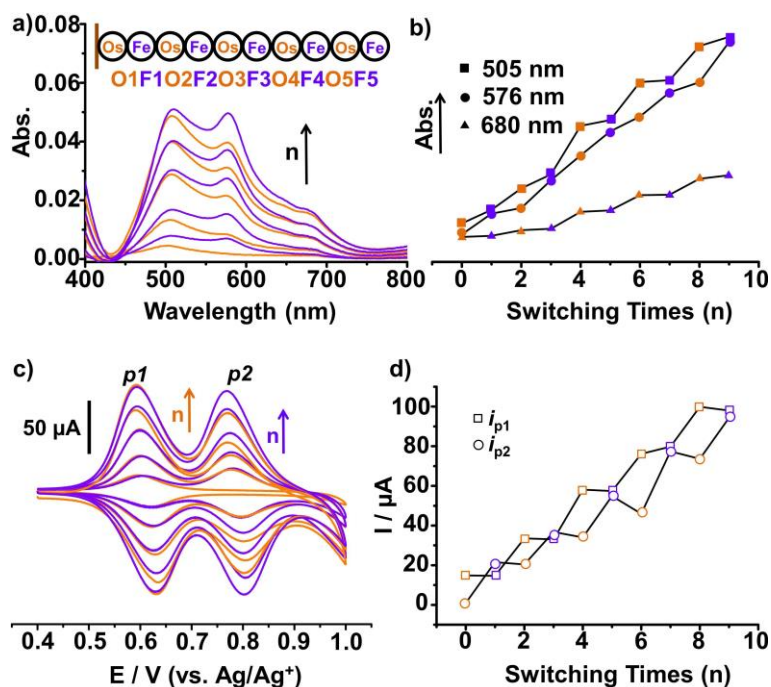 a)
0.08
0.06
0.04
0.02
0.00
Abs.
Os Fe Os Fe Os Fe Os Fe Os Fe
O1F1O2F2O3F3O4F4O5F5
n
400 500 600 700 800
Wavelength (nm)
b)
505 nm
576 nm
680 nm
Abs.
0 2 4 6 8 10
Switching Times (n)
c)
p1 p2
50 µA
n
n
0.4 0.5 0.6 0.7 0.8 0.9 1.0
E / V (vs. Ag/Ag⁺)
d)
ip1
ip2
100
80
60
40
20
0
I / µA
0 2 4 6 8 10
Switching Times (n)